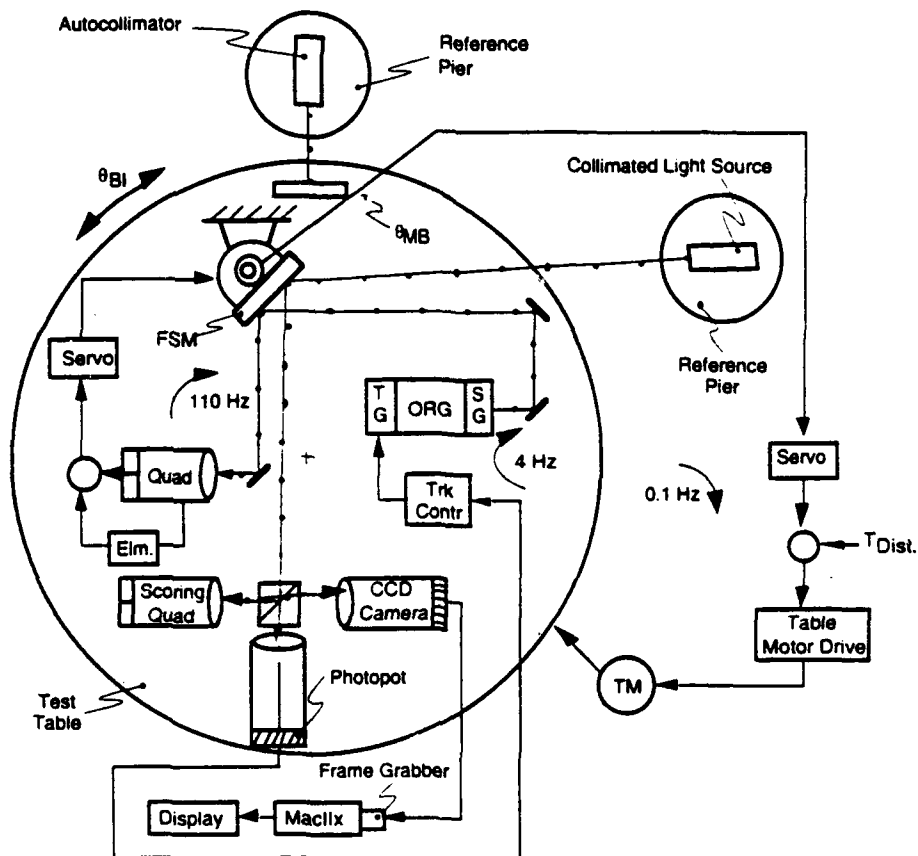 Autocollimator
Reference
Pier
Collimated Light Source
θBI
θMB
FSM
Reference
Pier
Servo
110 Hz
T
G
ORG
S
G
4 Hz
Servo
0.1 Hz
Quad
Trk
Contr
TDist.
Elm.
Scoring
Quad
CCD
Camera
Table
Motor Drive
TM
Photopot
Test
Table
Frame Grabber
Display
MacIIx